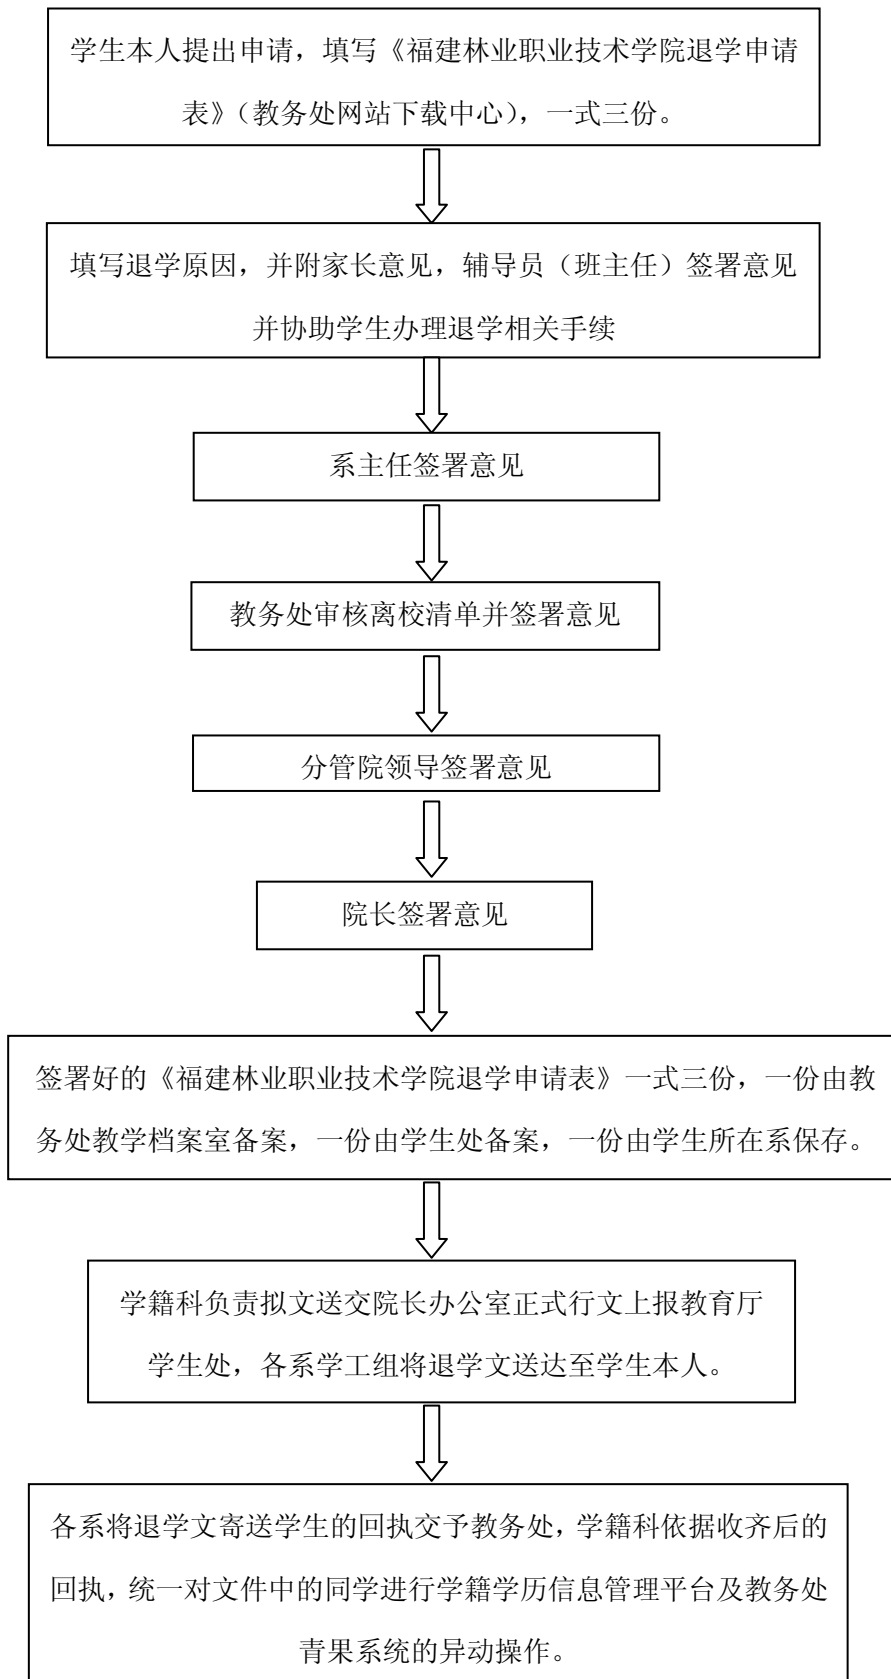 学生本人提出申请，填写《福建林业职业技术学院退学申请
表》（教务处网站下载中心），一式三份。
填写退学原因，并附家长意见，辅导员（班主任）签署意见
并协助学生办理退学相关手续
系主任签署意见
教务处审核离校清单并签署意见
分管院领导签署意见
院长签署意见
签署好的《福建林业职业技术学院退学申请表》一式三份，一份由教
务处教学档案室备案，一份由学生处备案，一份由学生所在系保存。
学籍科负责拟文送交院长办公室正式行文上报教育厅
学生处，各系学工组将退学文送达至学生本人。
各系将退学文寄送学生的回执交予教务处，学籍科依据收齐后的
回执，统一对文件中的同学进行学籍学历信息管理平台及教务处
青果系统的异动操作。